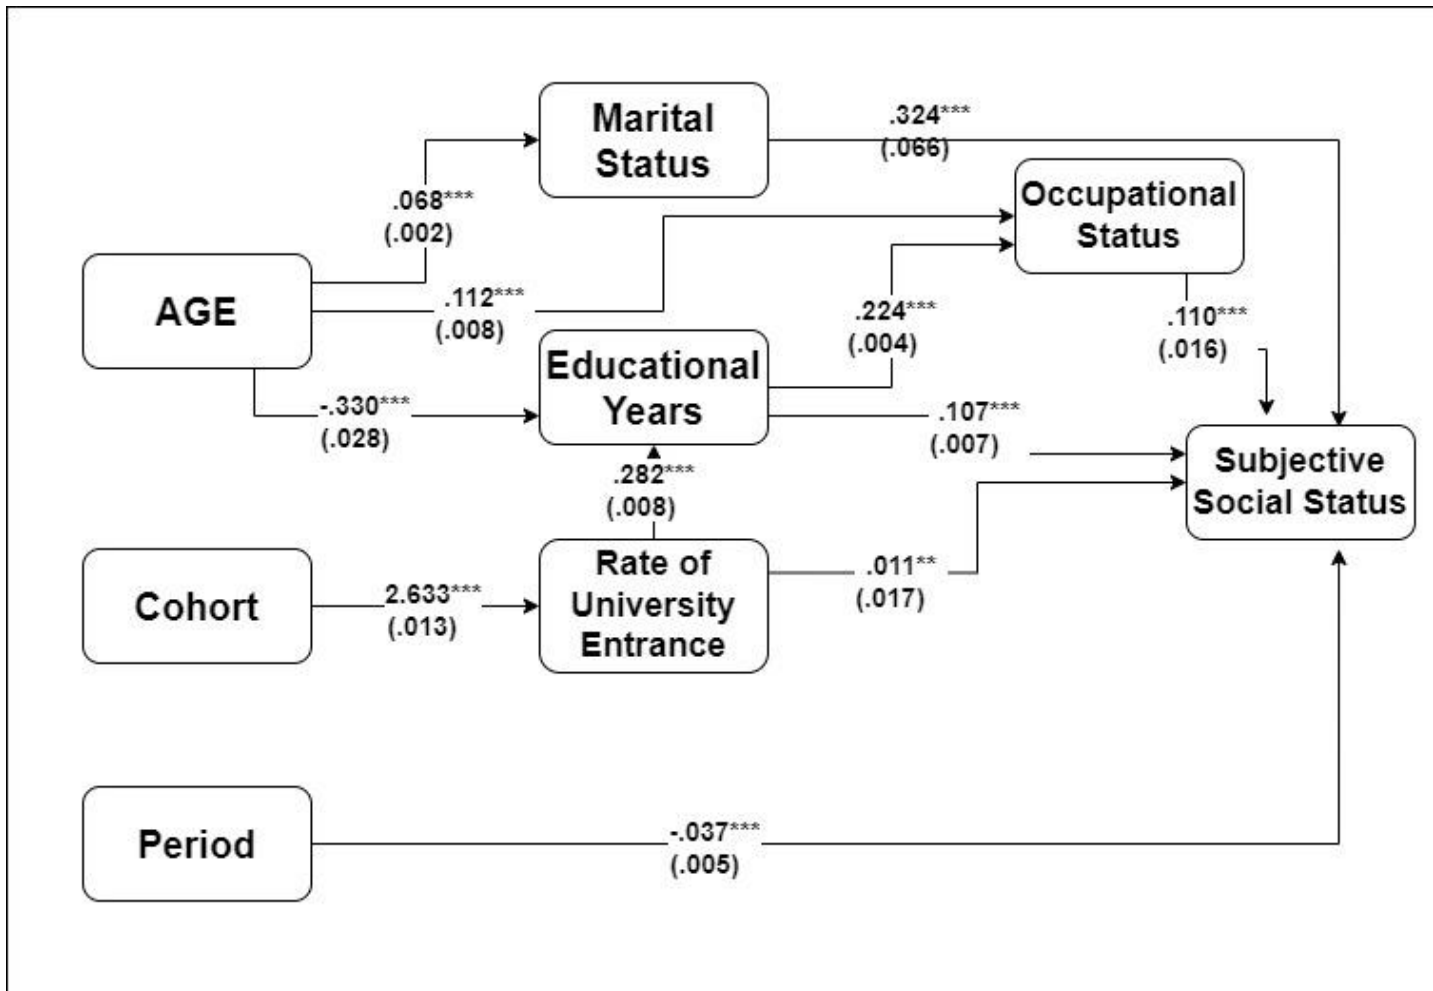 Marital
Status
.324***
(.066)
Occupational
Status
.068***
(.002)
AGE
.112***
(.008)
.224***
(.004)
.110***
(.016)
Educational
Years
-.330***
(.028)
.107***
(.007)
Subjective
Social Status
.282***
(.008)
Rate of
University
Entrance
.011**
(.017)
Cohort
2.633***
(.013)
Period
-.037***
(.005)